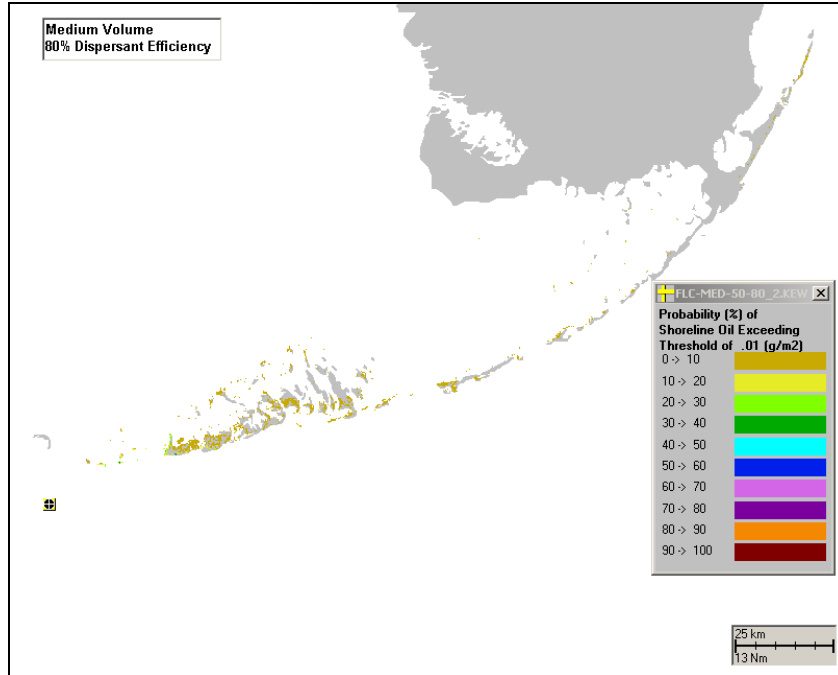 Medium Volume
80% Dispersant Efficiency
FLC-MED-50-80_2.KEW
Probability (%) of
Shoreline Oil Exceeding
Threshold of .01 (g/m2)
0 -> 10
10 -> 20
20 -> 30
30 -> 40
40 -> 50
50 -> 60
60 -> 70
70 -> 80
80 -> 90
90 -> 100
25 km
13 Nm